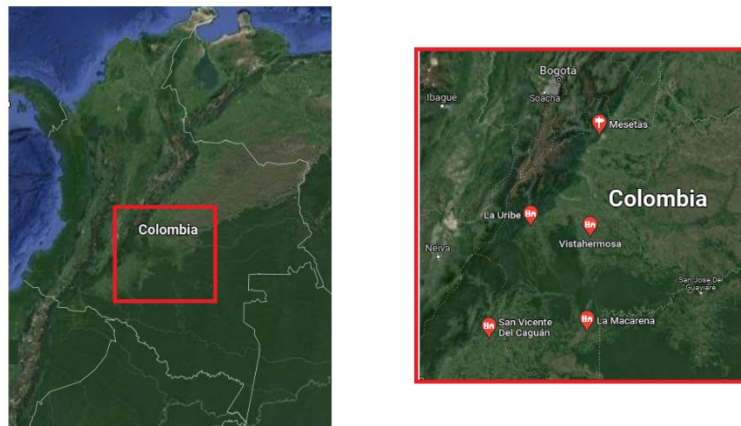 Colombia
Bogotá
Soacha
Ibagué
Mesetas
Colombia
La Uribe
Vistahermosa
Neiva
San Jose Del
Guaviare
San Vicente
Del Caguán
La Macarena